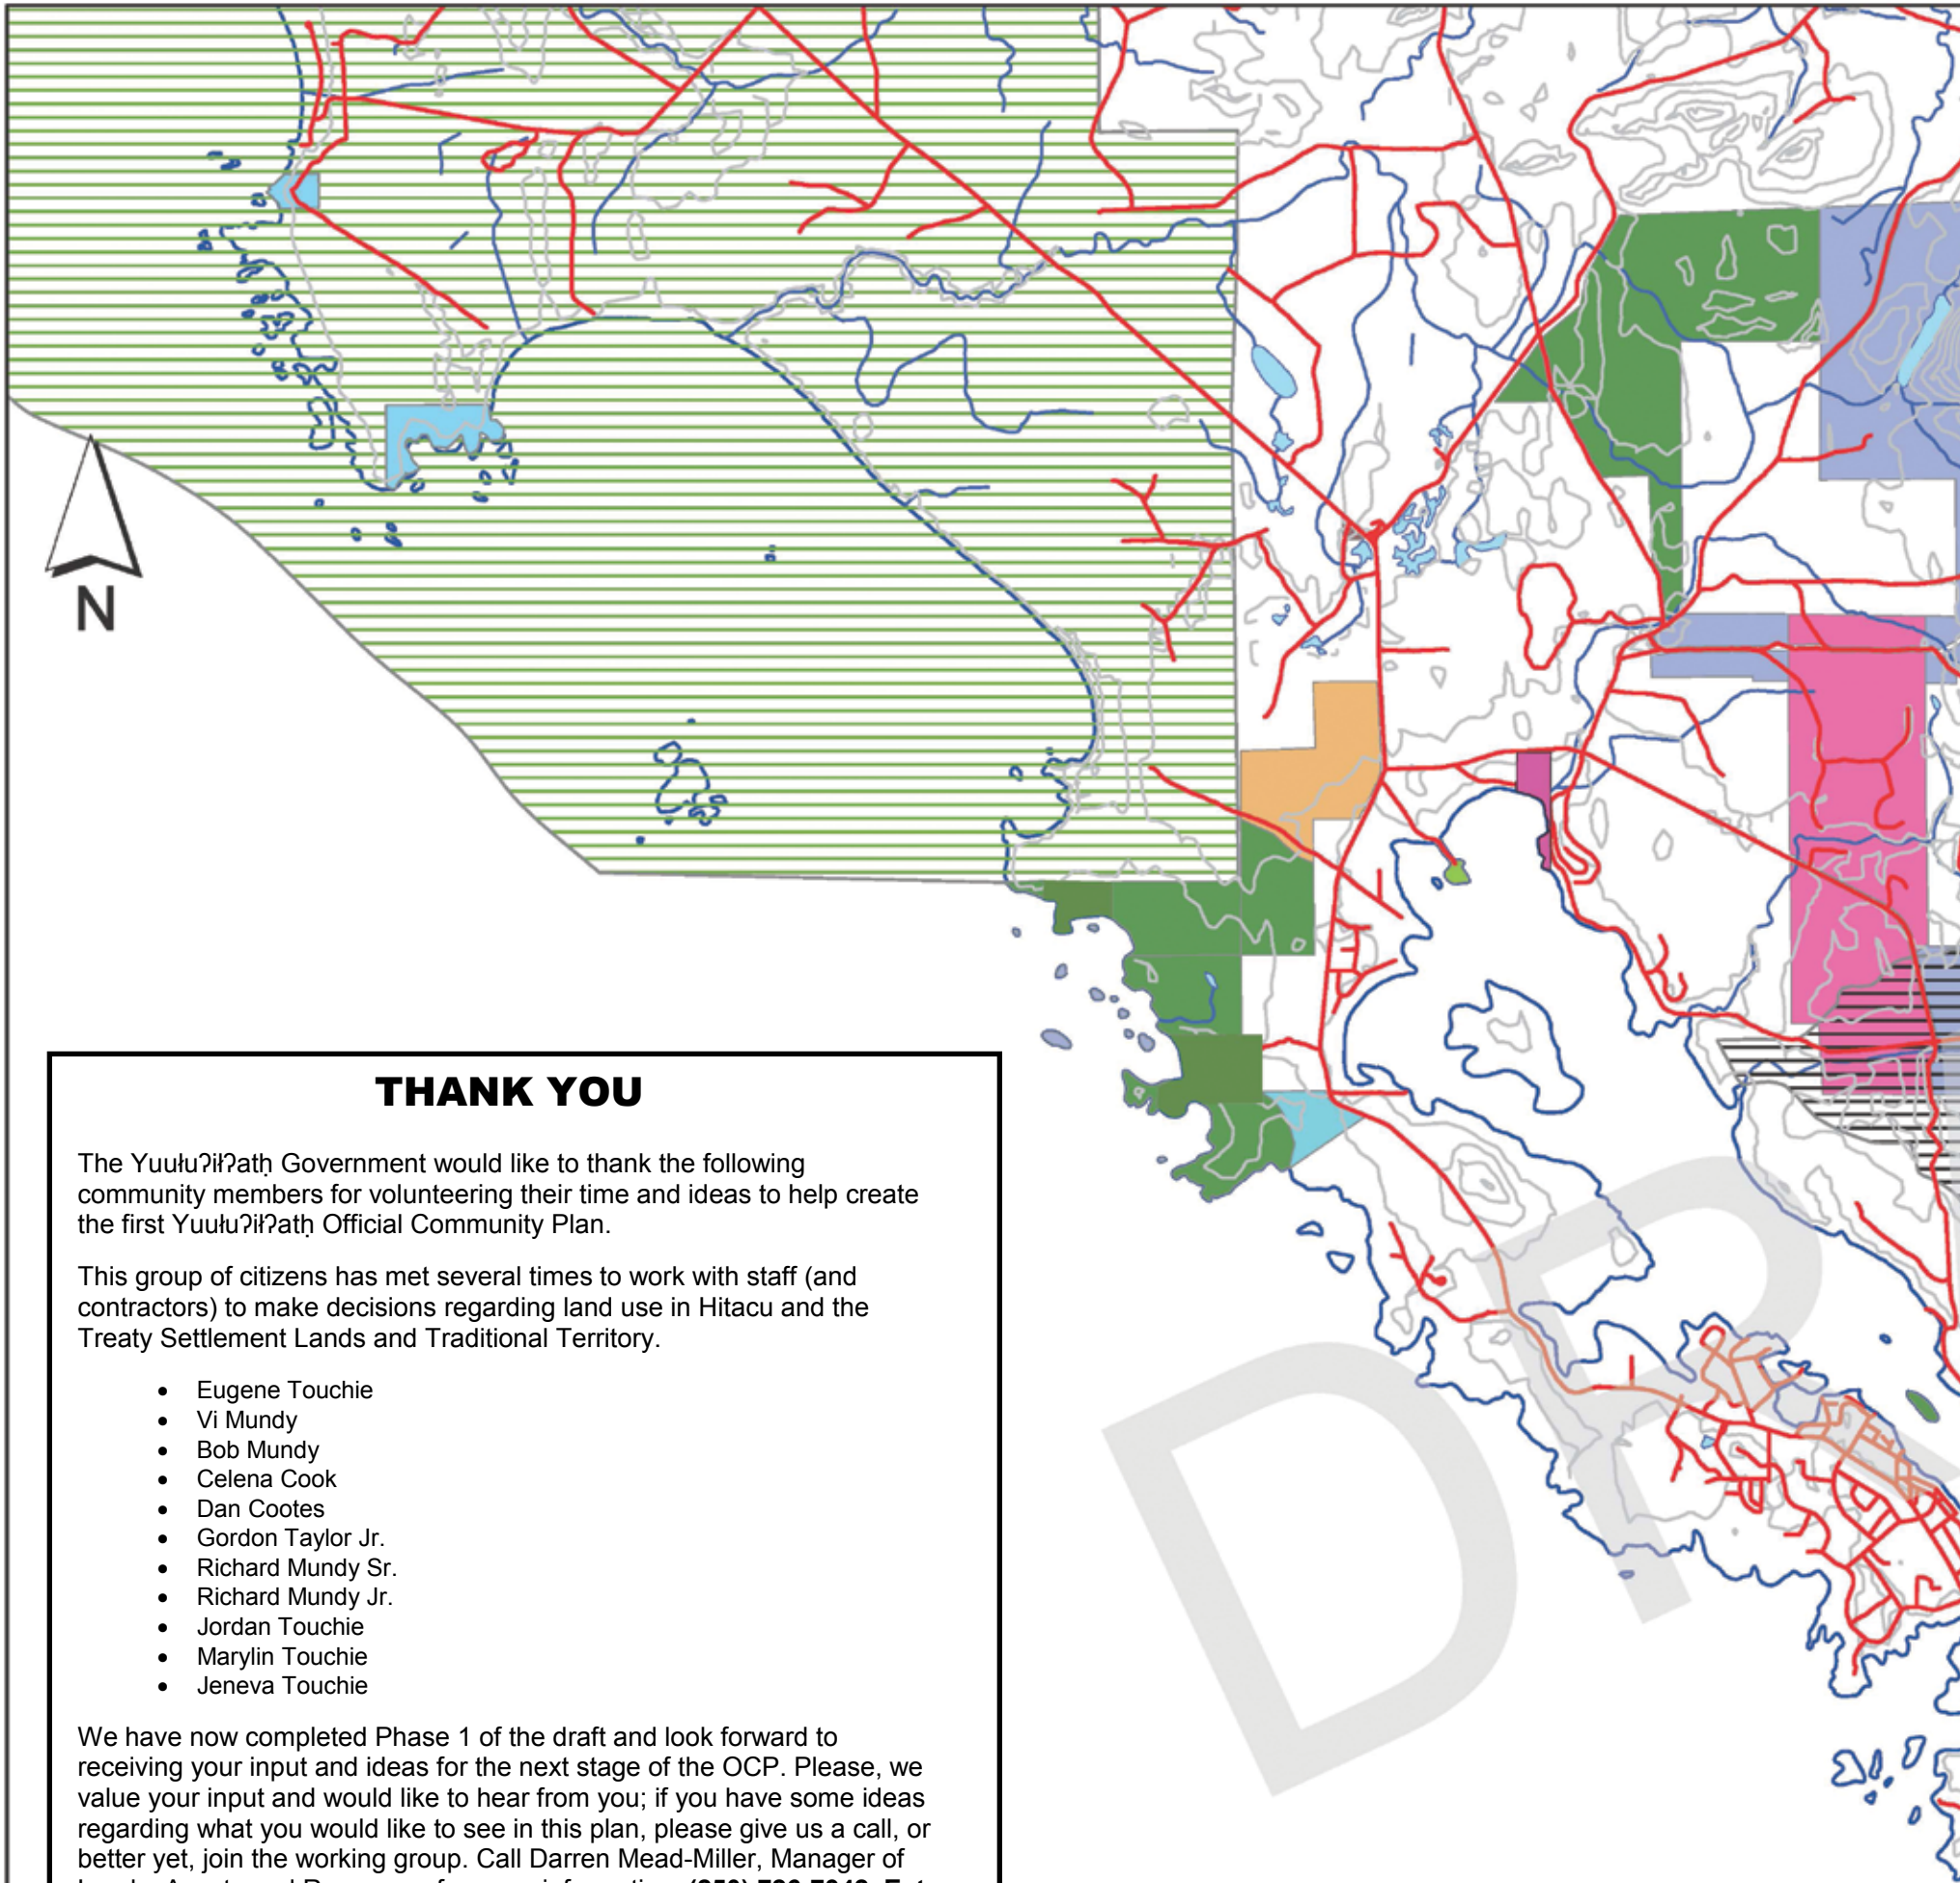 N
THANK YOU
The Yuułuʔiłʔatḥ Government would like to thank the following
community members for volunteering their time and ideas to help create
the first Yuułuʔiłʔatḥ Official Community Plan.
This group of citizens has met several times to work with staff (and
contractors) to make decisions regarding land use in Hitacu and the
Treaty Settlement Lands and Traditional Territory.
• Eugene Touchie
• Vi Mundy
• Bob Mundy
• Celena Cook
• Dan Cootes
• Gordon Taylor Jr.
• Richard Mundy Sr.
• Richard Mundy Jr.
• Jordan Touchie
• Marylin Touchie
• Jeneva Touchie
We have now completed Phase 1 of the draft and look forward to
receiving your input and ideas for the next stage of the OCP. Please, we
value your input and would like to hear from you; if you have some ideas
regarding what you would like to see in this plan, please give us a call, or
better yet, join the working group. Call Darren Mead-Miller, Manager of
DR